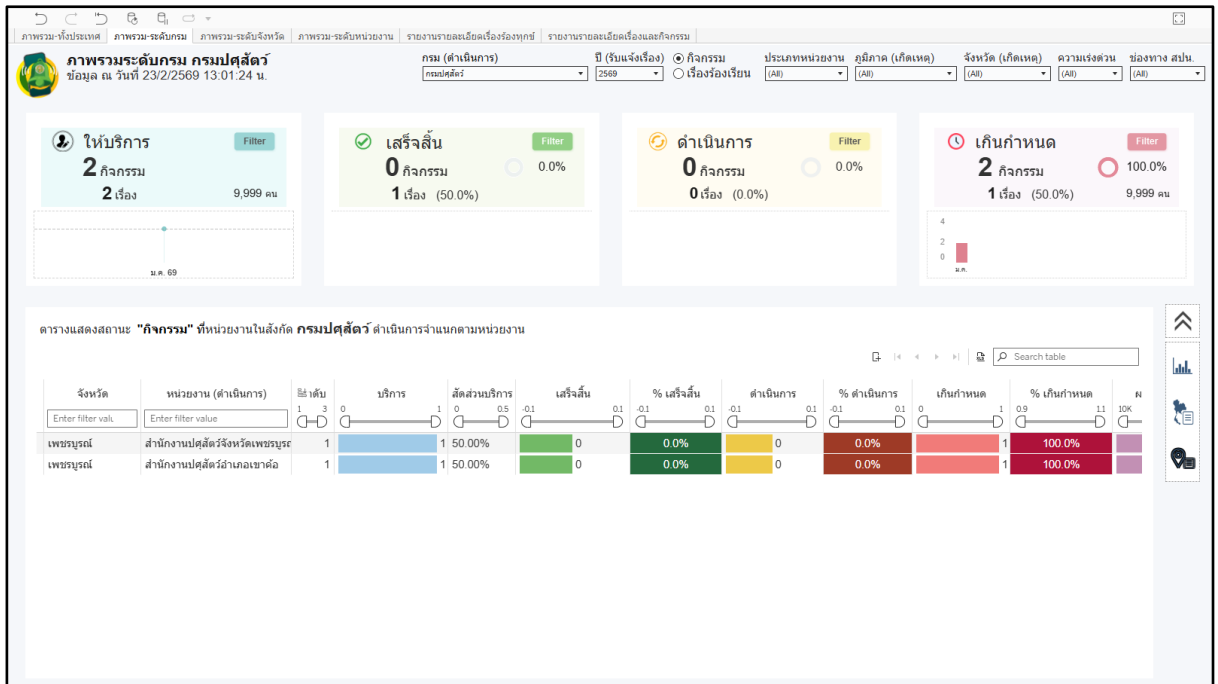 ภาพรวม-ทั้งประเทศ ภาพรวม-ระดับกรม ภาพรวม-ระดับจังหวัด ภาพรวม-ระดับหน่วยงาน รายงานรายละเอียดเรื่องร้องทุกข์ รายงานรายละเอียดเรื่องและกิจกรรม
ภาพรวมระดับกรม กรมปศุสัตว์
ข้อมูล ณ วันที่ 23/2/2569 13:01:24 น.
กรม (ดำเนินการ) ปี (รับแจ้งเรื่อง) กิจกรรม ประเภทหน่วยงาน ภูมิภาค (เกิดเหตุ) จังหวัด (เกิดเหตุ) ความเร่งด่วน ช่องทาง สปน.
กรมปศุสัตว์ 2569 เรื่องร้องเรียน (All) (All) (All) (All) (All)
ให้บริการ Filter
2 กิจกรรม
2 เรื่อง 9,999 คน
ม.ค. 69
เสร็จสิ้น Filter
0 กิจกรรม 0.0%
1 เรื่อง (50.0%)
ดำเนินการ Filter
0 กิจกรรม 0.0%
0 เรื่อง (0.0%)
เกินกำหนด Filter
2 กิจกรรม 100.0%
1 เรื่อง (50.0%) 9,999 คน
4
2
0
ม.ค.
ตารางแสดงสถานะ "กิจกรรม" ที่หน่วยงานในสังกัด กรมปศุสัตว์ ดำเนินการจำแนกตามหน่วยงาน
Search table
จังหวัด หน่วยงาน (ดำเนินการ) ลำดับ บริการ สัดส่วนบริการ เสร็จสิ้น % เสร็จสิ้น ดำเนินการ % ดำเนินการ เกินกำหนด % เกินกำหนด
Enter filter valu Enter filter value 1 3 0 1 0 0.5 -0.1 0.1 -0.1 0.1 -0.1 0.1 -0.1 0.1 0 1 0.9 1.1 10K
เพชรบูรณ์ สำนักงานปศุสัตว์จังหวัดเพชรบูรณ 1 1 50.00% 0 0.0% 0 0.0% 1 100.0%
เพชรบูรณ์ สำนักงานปศุสัตว์อำเภอเขาค้อ 1 1 50.00% 0 0.0% 0 0.0% 1 100.0%